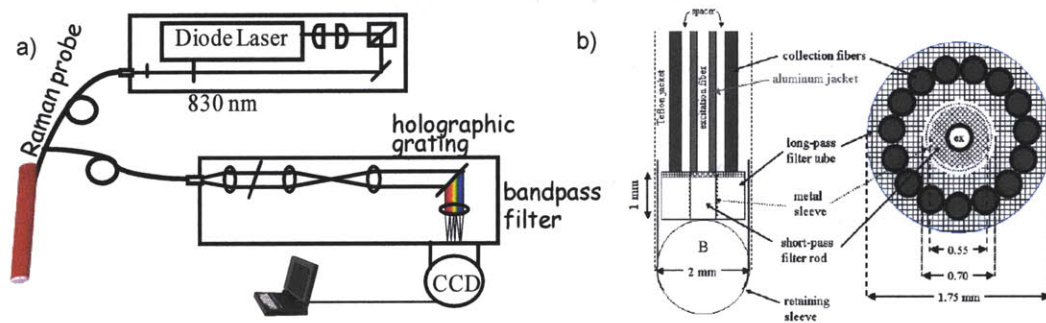 a)
Raman probe
Diode Laser
830 nm
holographic
grating
bandpass
filter
CCD
b)
spacer
Teflon jacket
excitation fiber
collection fibers
aluminum jacket
long-pass
filter tube
metal
sleeve
short-pass
filter rod
1 mm
B
2 mm
retaining
sleeve
ex
0.55
0.70
1.75 mm